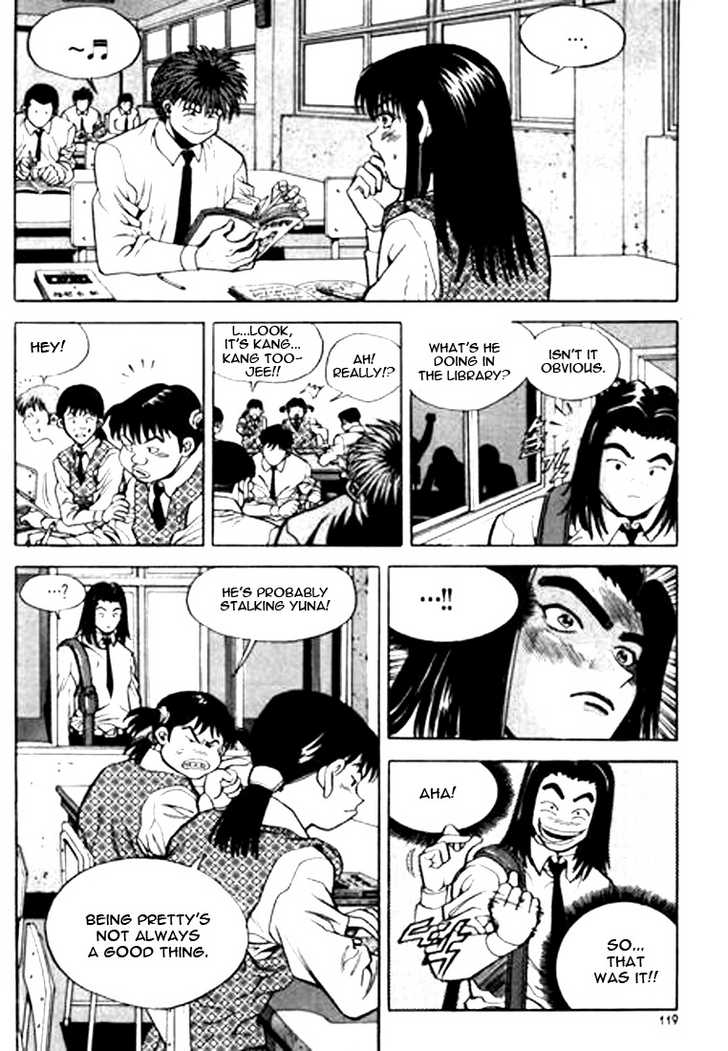 ~♬
...
HEY!
L...LOOK,
IT'S KANG...
KANG TOO-
JEE!!
AH!
REALLY!?
WHAT'S HE
DOING IN
THE LIBRARY?
ISN'T IT
OBVIOUS.
...?
HE'S PROBABLY
STALKING YUNA!
BEING PRETTY'S
NOT ALWAYS
A GOOD THING.
...!!
AHA!
SO...
THAT
WAS IT!!
119